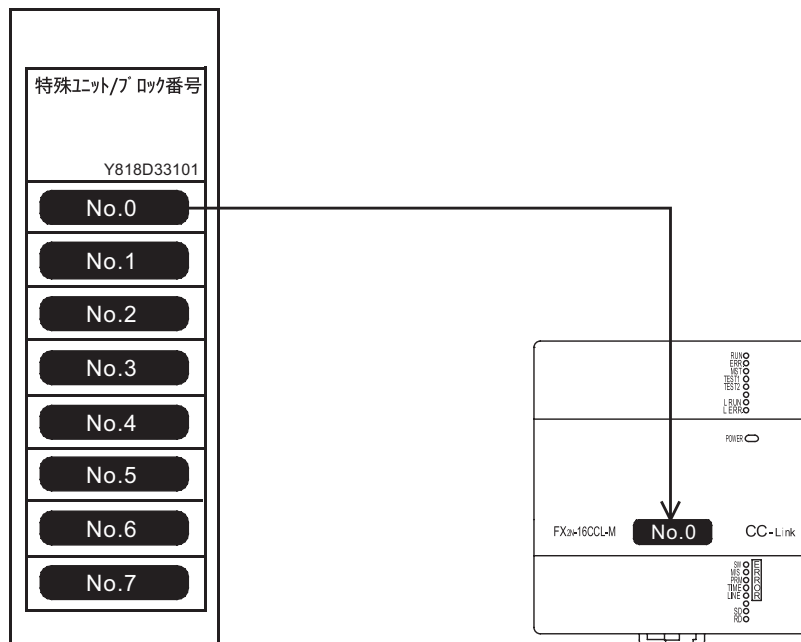 特殊ユニット/ブロック番号
Y818D33101
No.0
No.1
No.2
No.3
No.4
No.5
No.6
No.7
RUN
ERR
MST
TEST1
TEST2
L RUN
L ERR
POWER
FX2N-16CCL-M
No.0
CC-Link
SW
M/S
PRM
TIME
LINE
ERROR
SD
RD